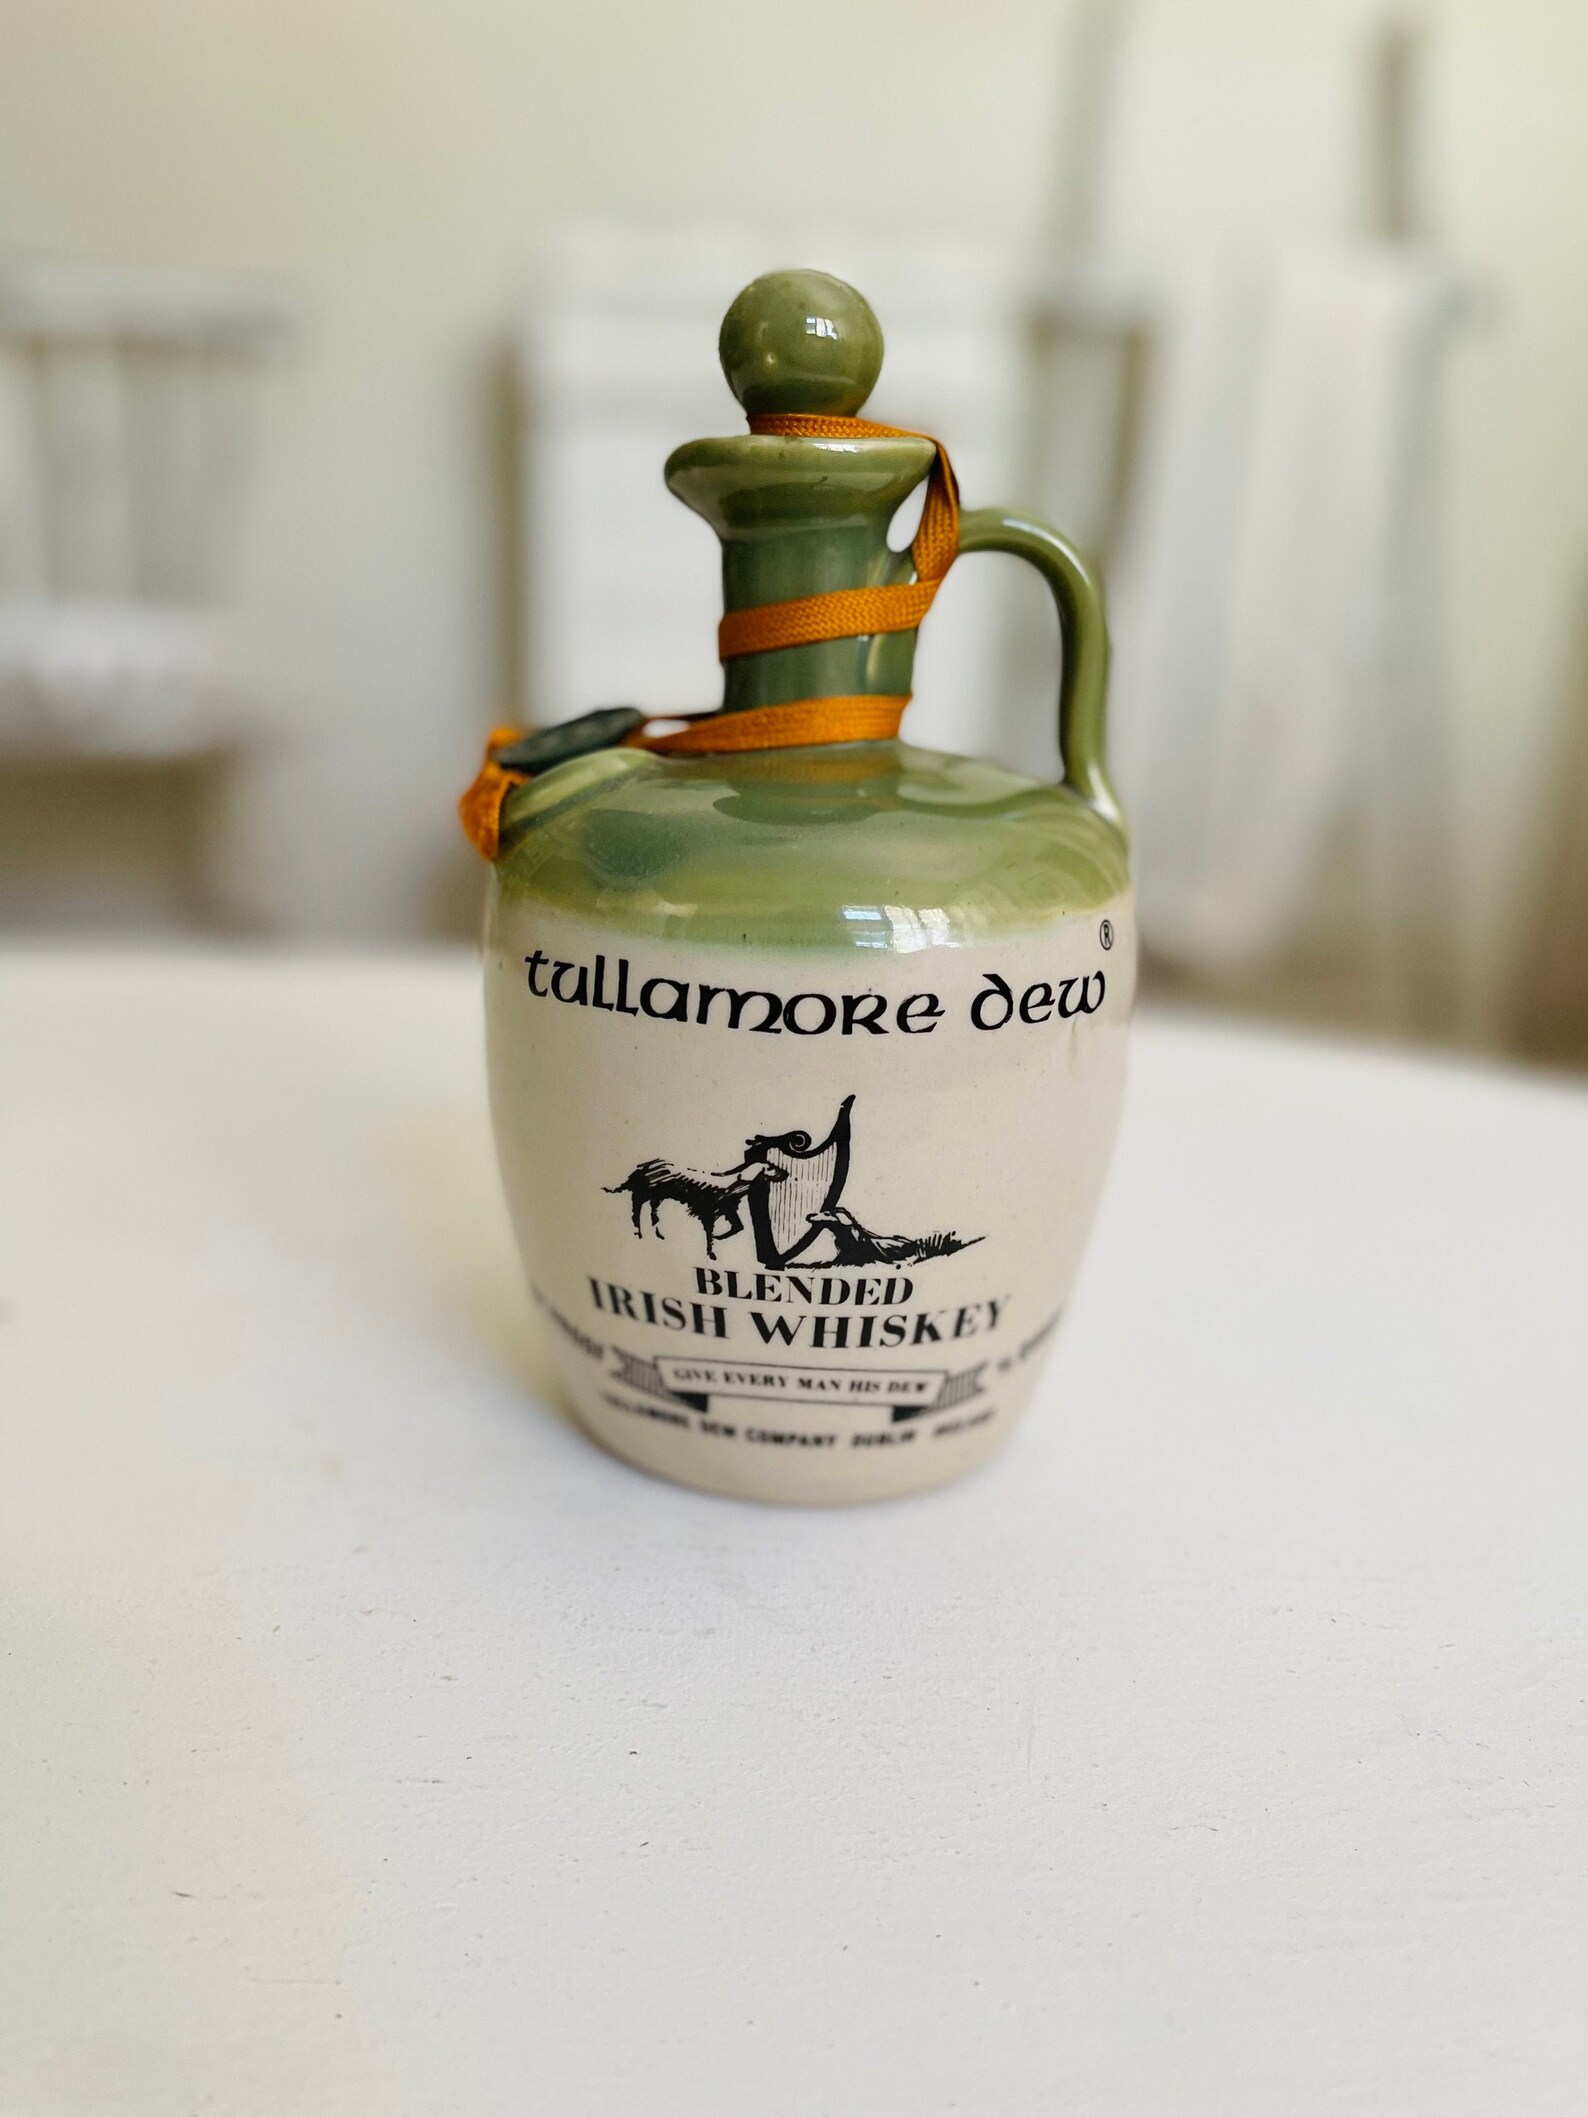 tullamore dew ®
BLENDED
IRISH WHISKEY
GIVE EVERY MAN HIS DEW
TULLAMORE DEW COMPANY DUBLIN IRELAND